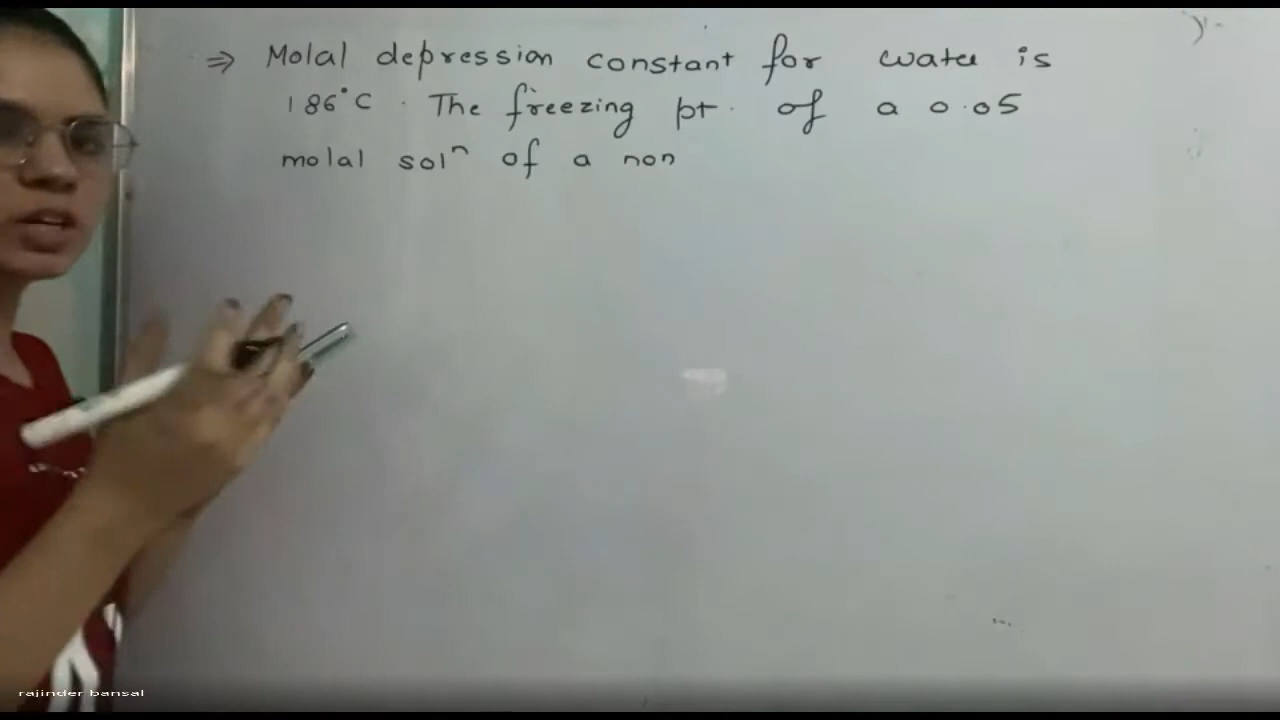 ⇒ Molal depression constant for water is
186°C. The freezing pt. of a 0.05
molal solⁿ of a non
rajinder bansal